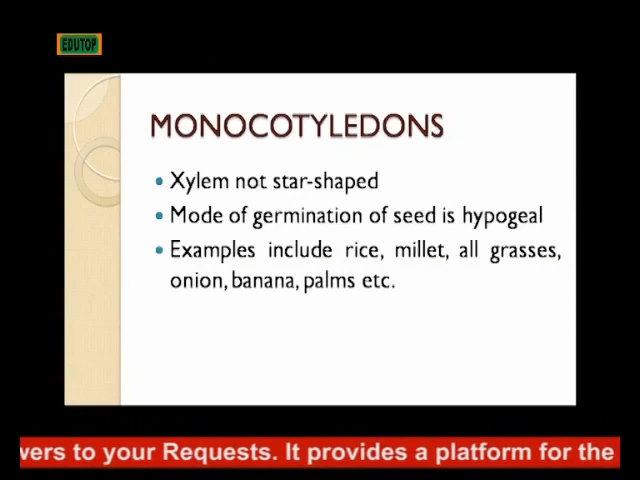 EDUTOP
MONOCOTYLEDONS
• Xylem not star-shaped
• Mode of germination of seed is hypogeal
• Examples include rice, millet, all grasses,
onion, banana, palms etc.
to your Requests. It provides a platform for the